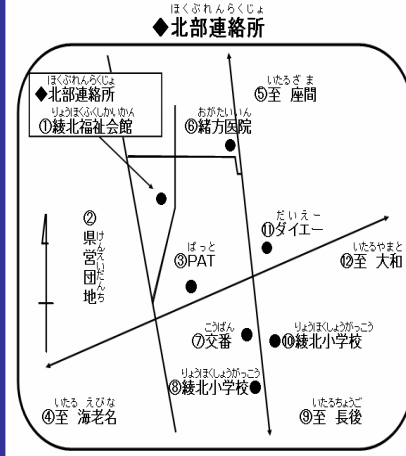 ほくぶれんらくじょ
◆北部連絡所
ほくぶれんらくじょ
◆北部連絡所
りょうほくふくしかいかん
①綾北福祉会館
いたるざま
⑤至 座間
おがたいいん
⑥緒方医院
②県営団地
けんえいだんち
だいえー
⑪ダイエー
ぱっと
③PAT
いたるやまと
⑫至 大和
こうばん
⑦交番
りょうほくしょうがっこう
⑩綾北小学校
りょうほくしょうがっこう
⑧綾北小学校
いたる えびな
④至 海老名
いたるちょうご
⑨至 長後